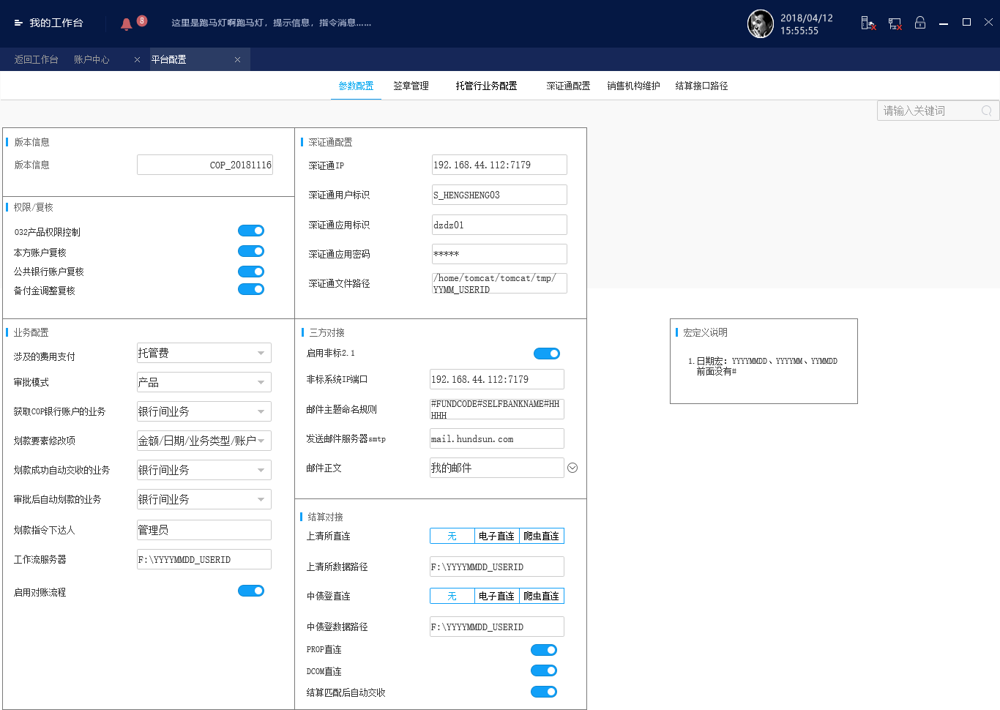 我的工作台
8
这里是跑马灯啊跑马灯，提示信息，指令消息......
2018/04/12
15:55:55
返回工作台 账户中心 平台配置
参数配置 签章管理 托管行业务配置 深证通配置 销售机构维护 结算接口路径
请输入关键词
版本信息
版本信息 COP_20181116
权限/复核
032产品权限控制
本方账户复核
公共银行账户复核
备付金调整复核
业务配置
涉及的费用支付 托管费
审批模式 产品
获取COP银行账户的业务 银行间业务
划款要素修改项 金额/日期/业务类型/账户
划款成功自动交收的业务 银行间业务
审批后自动划款的业务 银行间业务
划款指令下达人 管理员
工作流服务器 F:\YYYYMMDD_USERID
启用对账流程
深证通配置
深证通IP 192.168.44.112:7179
深证通用户标识 S_HENGSHENG03
深证通应用标识 dzdz01
深证通应用密码 *****
深证通文件路径 /home/tomcat/tomcat/tmp/
YYMM_USERID
三方对接
启用非标2.1
非标系统IP端口 192.168.44.112:7179
邮件主题命名规则 #FUNDCODE#SELFBANKNAME#HH
HHH
发送邮件服务器smtp mail.hundsun.com
邮件正文 我的邮件
结算对接
上清所直连 无 电子直连 爬虫直连
上清所数据路径 F:\YYYYMMDD_USERID
中债登直连 无 电子直连 爬虫直连
中债登数据路径 F:\YYYYMMDD_USERID
PROP直连
DCOM直连
结算匹配后自动交收
宏定义说明
1.日期宏：YYYYMMDD、YYYYMM、YYMMDD
前面没有#